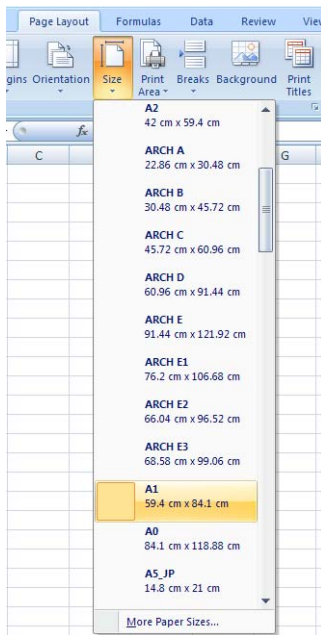 Page Layout Formulas Data Review Vie
gins Orientation Size Print Area Breaks Background Print Titles
fx
C G
A2
42 cm x 59.4 cm
ARCH A
22.86 cm x 30.48 cm
ARCH B
30.48 cm x 45.72 cm
ARCH C
45.72 cm x 60.96 cm
ARCH D
60.96 cm x 91.44 cm
ARCH E
91.44 cm x 121.92 cm
ARCH E1
76.2 cm x 106.68 cm
ARCH E2
66.04 cm x 96.52 cm
ARCH E3
68.58 cm x 99.06 cm
A1
59.4 cm x 84.1 cm
A0
84.1 cm x 118.88 cm
A5_JP
14.8 cm x 21 cm
More Paper Sizes...